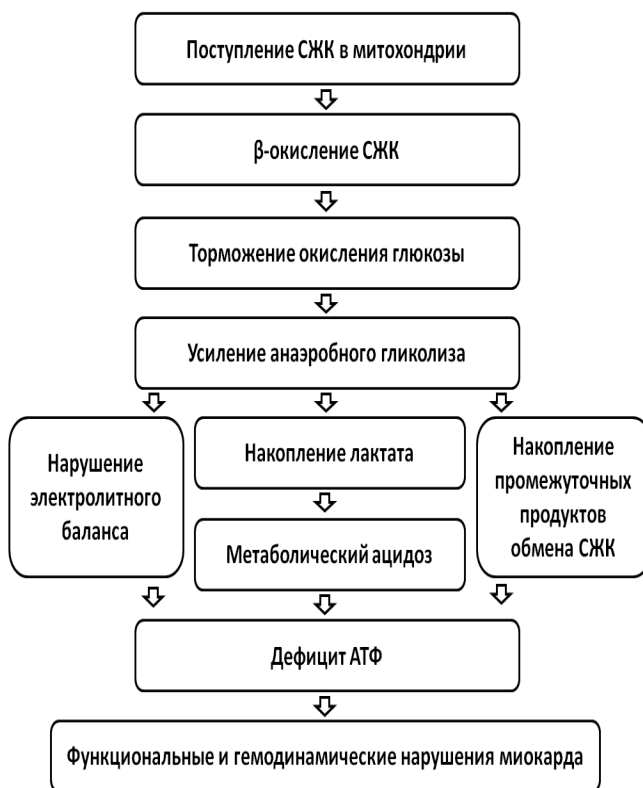 Поступление СЖК в митохондрии
β-окисление СЖК
Торможение окисления глюкозы
Усиление анаэробного гликолиза
Нарушение
электролитного
баланса
Накопление лактата
Метаболический ацидоз
Накопление
промежуточных
продуктов
обмена СЖК
Дефицит АТФ
Функциональные и гемодинамические нарушения миокарда